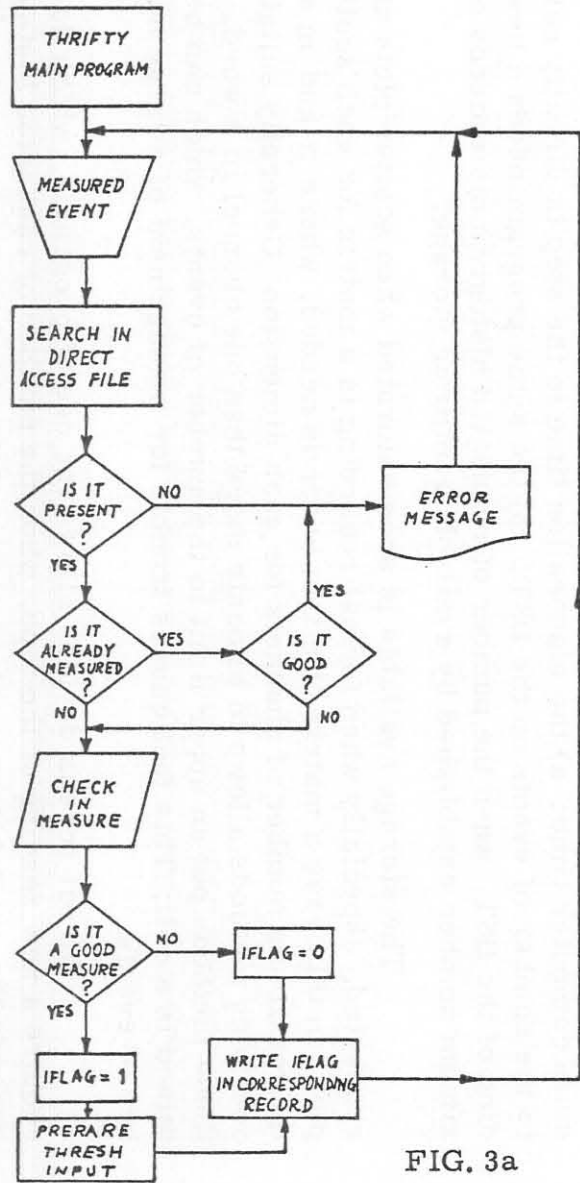 THRIFTY
MAIN PROGRAM
MEASURED
EVENT
SEARCH IN
DIRECT
ACCESS FILE
IS IT
PRESENT
?
NO
ERROR
MESSAGE
YES
IS IT
ALREADY
MEASURED
?
YES
IS IT
GOOD
?
YES
NO
NO
CHECK
IN
MEASURE
IS IT
A GOOD
MEASURE
?
NO
IFLAG = 0
YES
IFLAG = 1
WRITE IFLAG
IN CORRESPONDING
RECORD
PRERARE
THRESH
INPUT
FIG. 3a